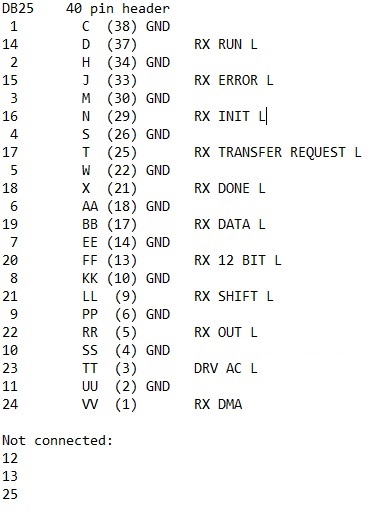 DB25    40 pin header
 1        C  (38) GND
14        D  (37)       RX RUN L
 2        H  (34) GND
15        J  (33)       RX ERROR L
 3        M  (30) GND
16        N  (29)       RX INIT L
 4        S  (26) GND
17        T  (25)       RX TRANSFER REQUEST L
 5        W  (22) GND
18        X  (21)       RX DONE L
 6        AA (18) GND
19        BB (17)       RX DATA L
 7        EE (14) GND
20        FF (13)       RX 12 BIT L
 8        KK (10) GND
21        LL  (9)       RX SHIFT L
 9        PP  (6) GND
22        RR  (5)       RX OUT L
10        SS  (4) GND
23        TT  (3)       DRV AC L
11        UU  (2) GND
24        VV  (1)       RX DMA
Not connected:
12
13
25